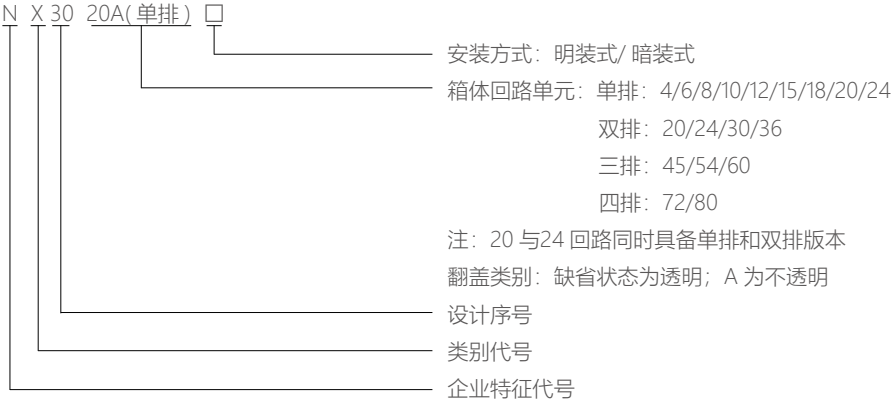 N X 30 20A(单排) □
安装方式：明装式/ 暗装式
箱体回路单元：单排：4/6/8/10/12/15/18/20/24
双排：20/24/30/36
三排：45/54/60
四排：72/80
注：20 与24 回路同时具备单排和双排版本
翻盖类别：缺省状态为透明；A 为不透明
设计序号
类别代号
企业特征代号